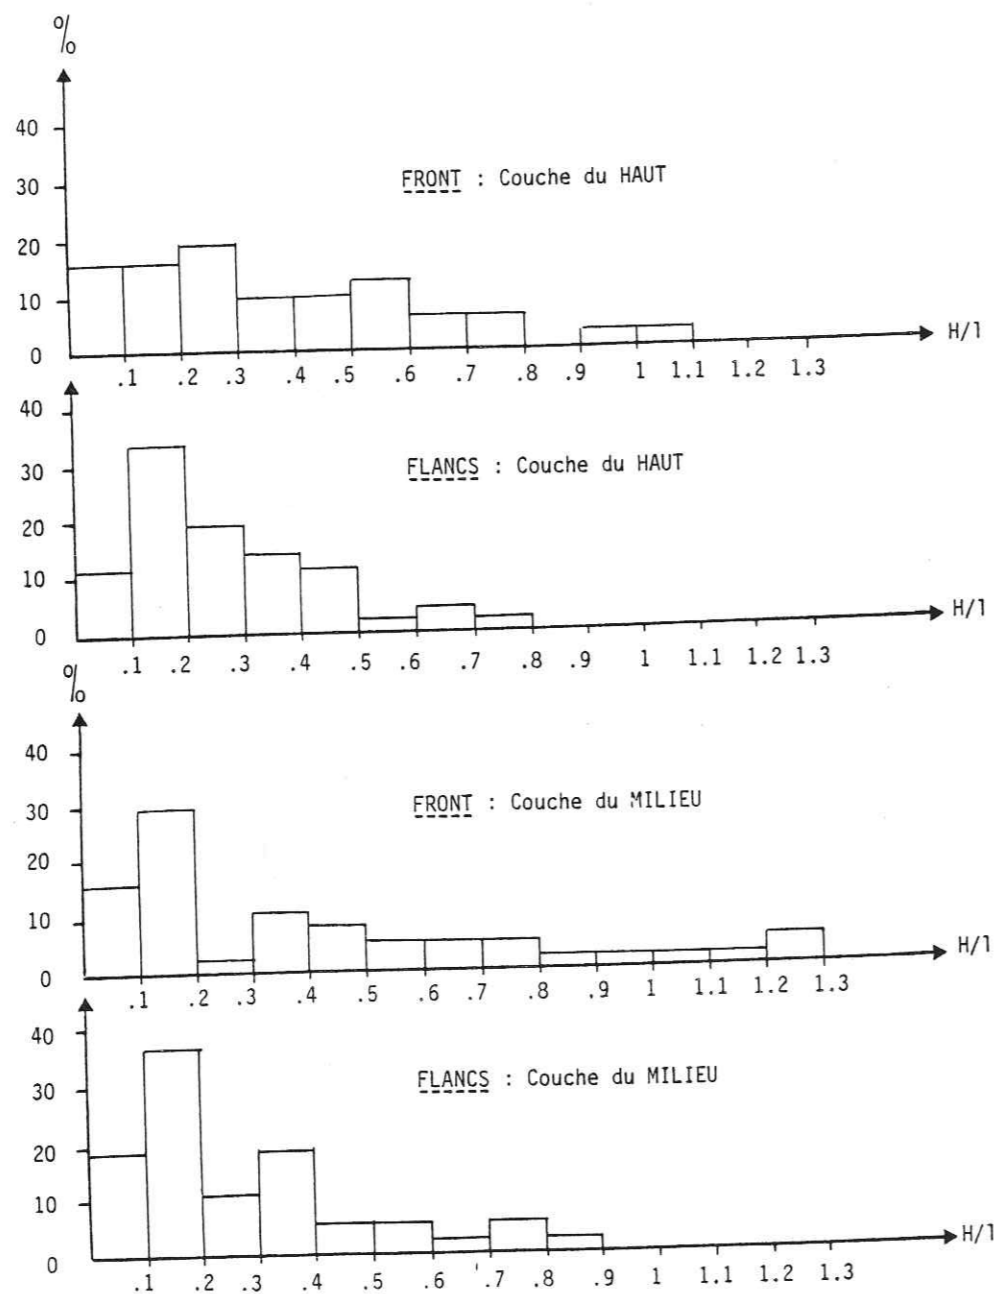 %
40
30
20
10
0
FRONT : Couche du HAUT
.1 .2 .3 .4 .5 .6 .7 .8 .9 1 1.1 1.2 1.3
H/l
40
30
20
10
0
FLANCS : Couche du HAUT
.1 .2 .3 .4 .5 .6 .7 .8 .9 1 1.1 1.2 1.3
H/l
%
40
30
20
10
0
FRONT : Couche du MILIEU
.1 .2 .3 .4 .5 .6 .7 .8 .9 1 1.1 1.2 1.3
H/l
40
30
20
10
0
FLANCS : Couche du MILIEU
.1 .2 .3 .4 .5 .6 .7 .8 .9 1 1.1 1.2 1.3
H/l